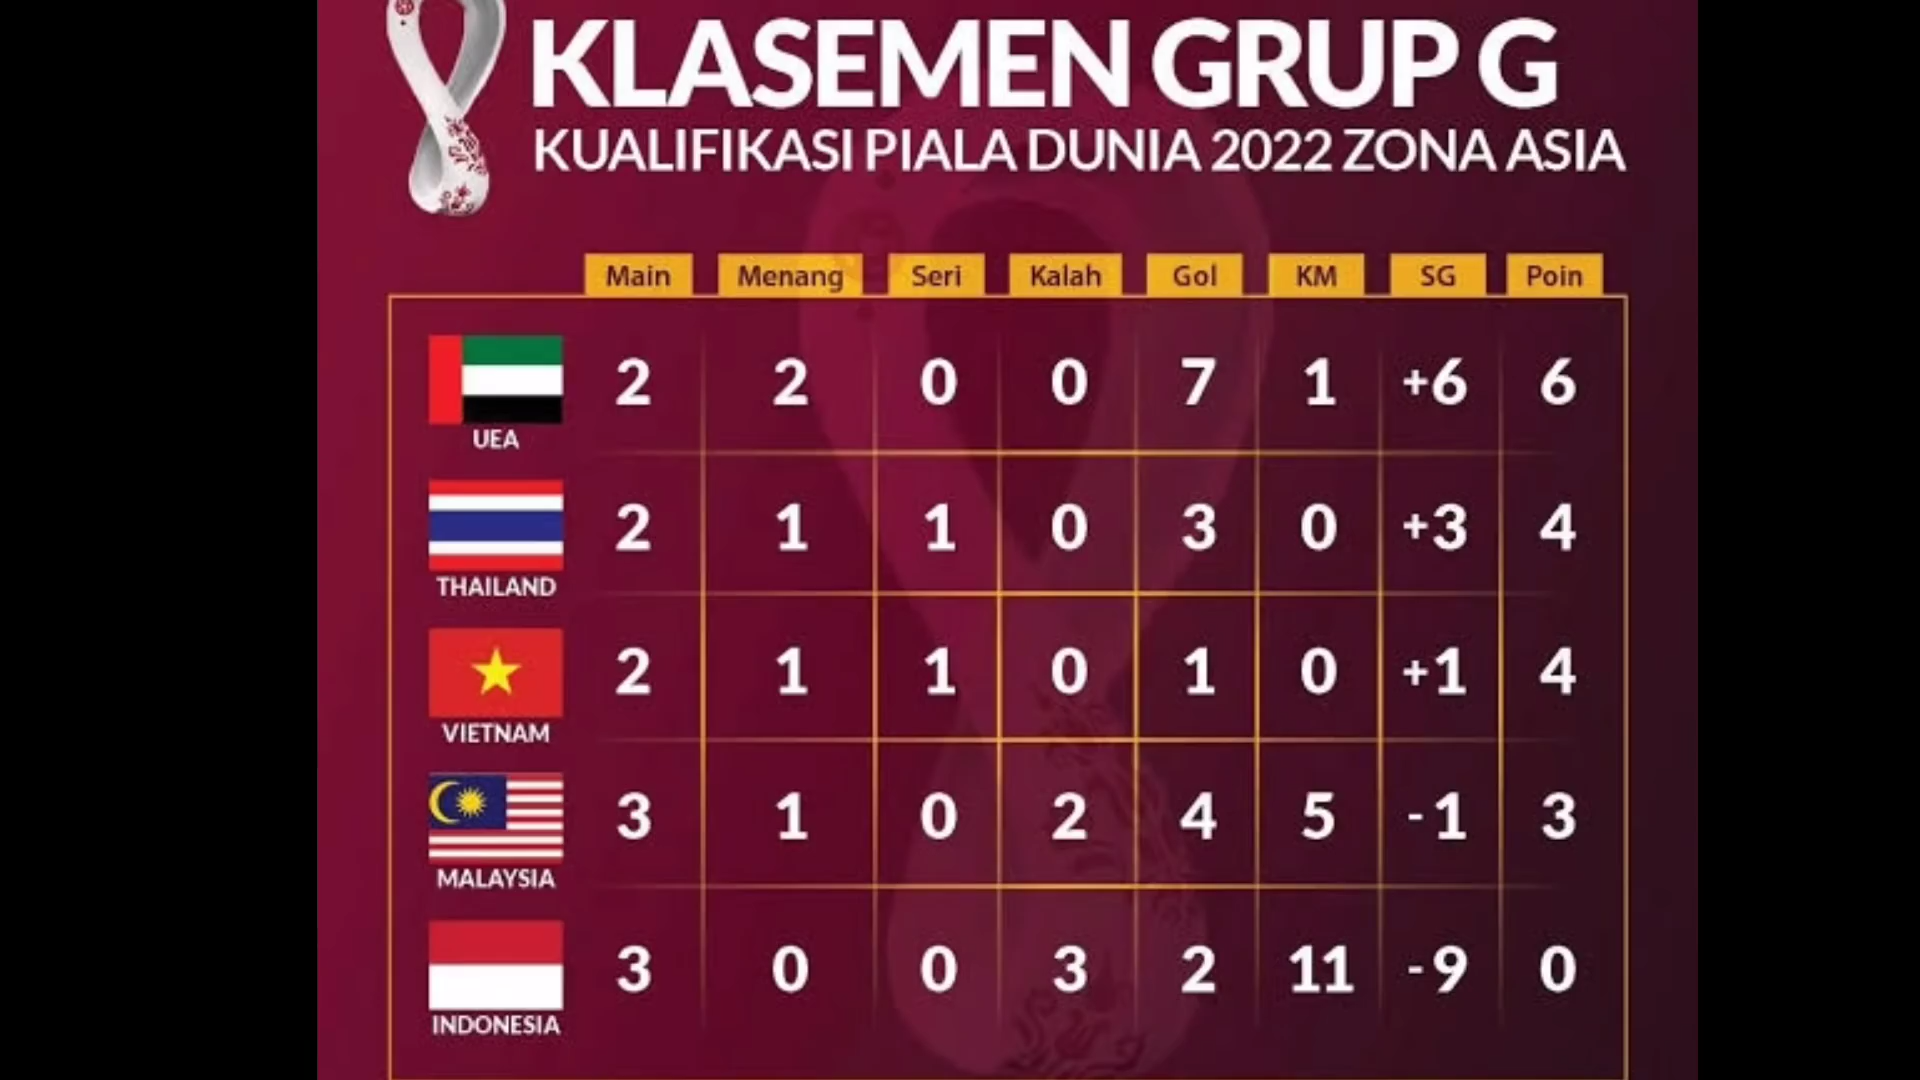 KLASEMEN GRUP G
KUALIFIKASI PIALA DUNIA 2022 ZONA ASIA
Main Menang Seri Kalah Gol KM SG Poin
2 2 0 0 7 1 +6 6
UEA
2 1 1 0 3 0 +3 4
THAILAND
2 1 1 0 1 0 +1 4
VIETNAM
3 1 0 2 4 5 -1 3
MALAYSIA
3 0 0 3 2 11 -9 0
INDONESIA